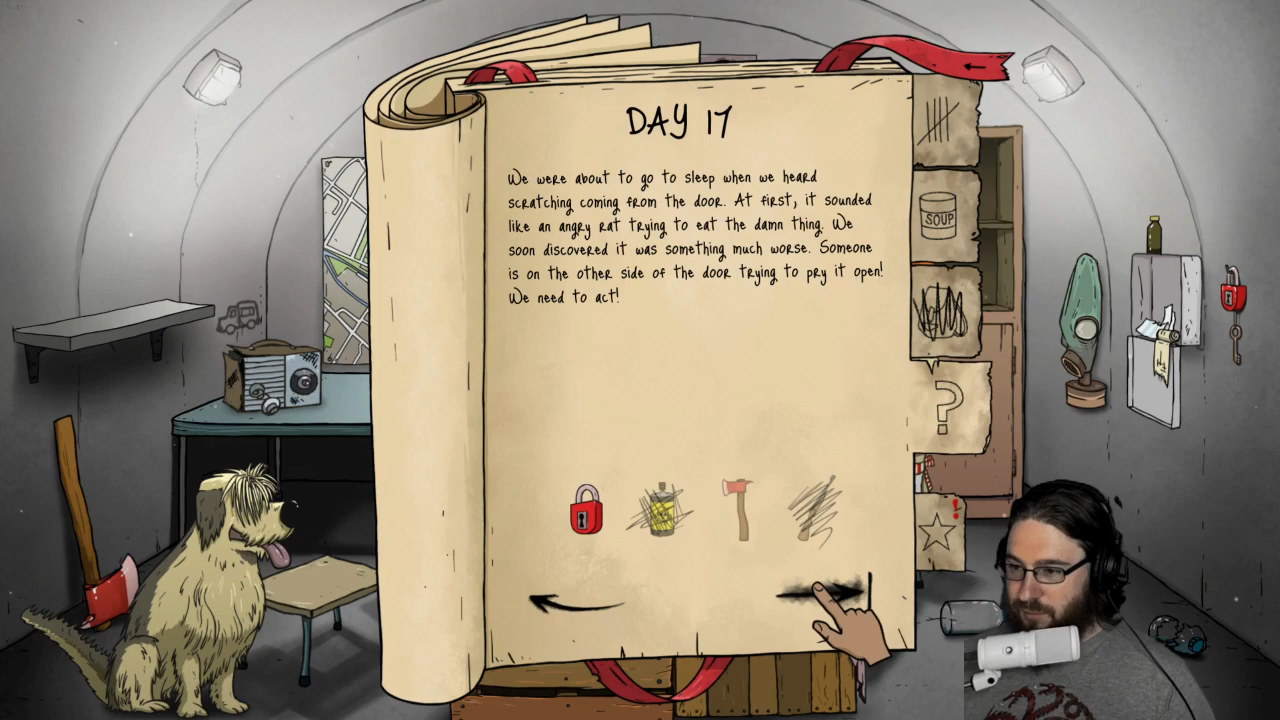 DAY 17
We were about to go to sleep when we heard
scratching coming from the door. At first, it sounded
like an angry rat trying to eat the damn thing. We
soon discovered it was something much worse. Someone
is on the other side of the door trying to pry it open!
We need to act!
SOUP
?
!